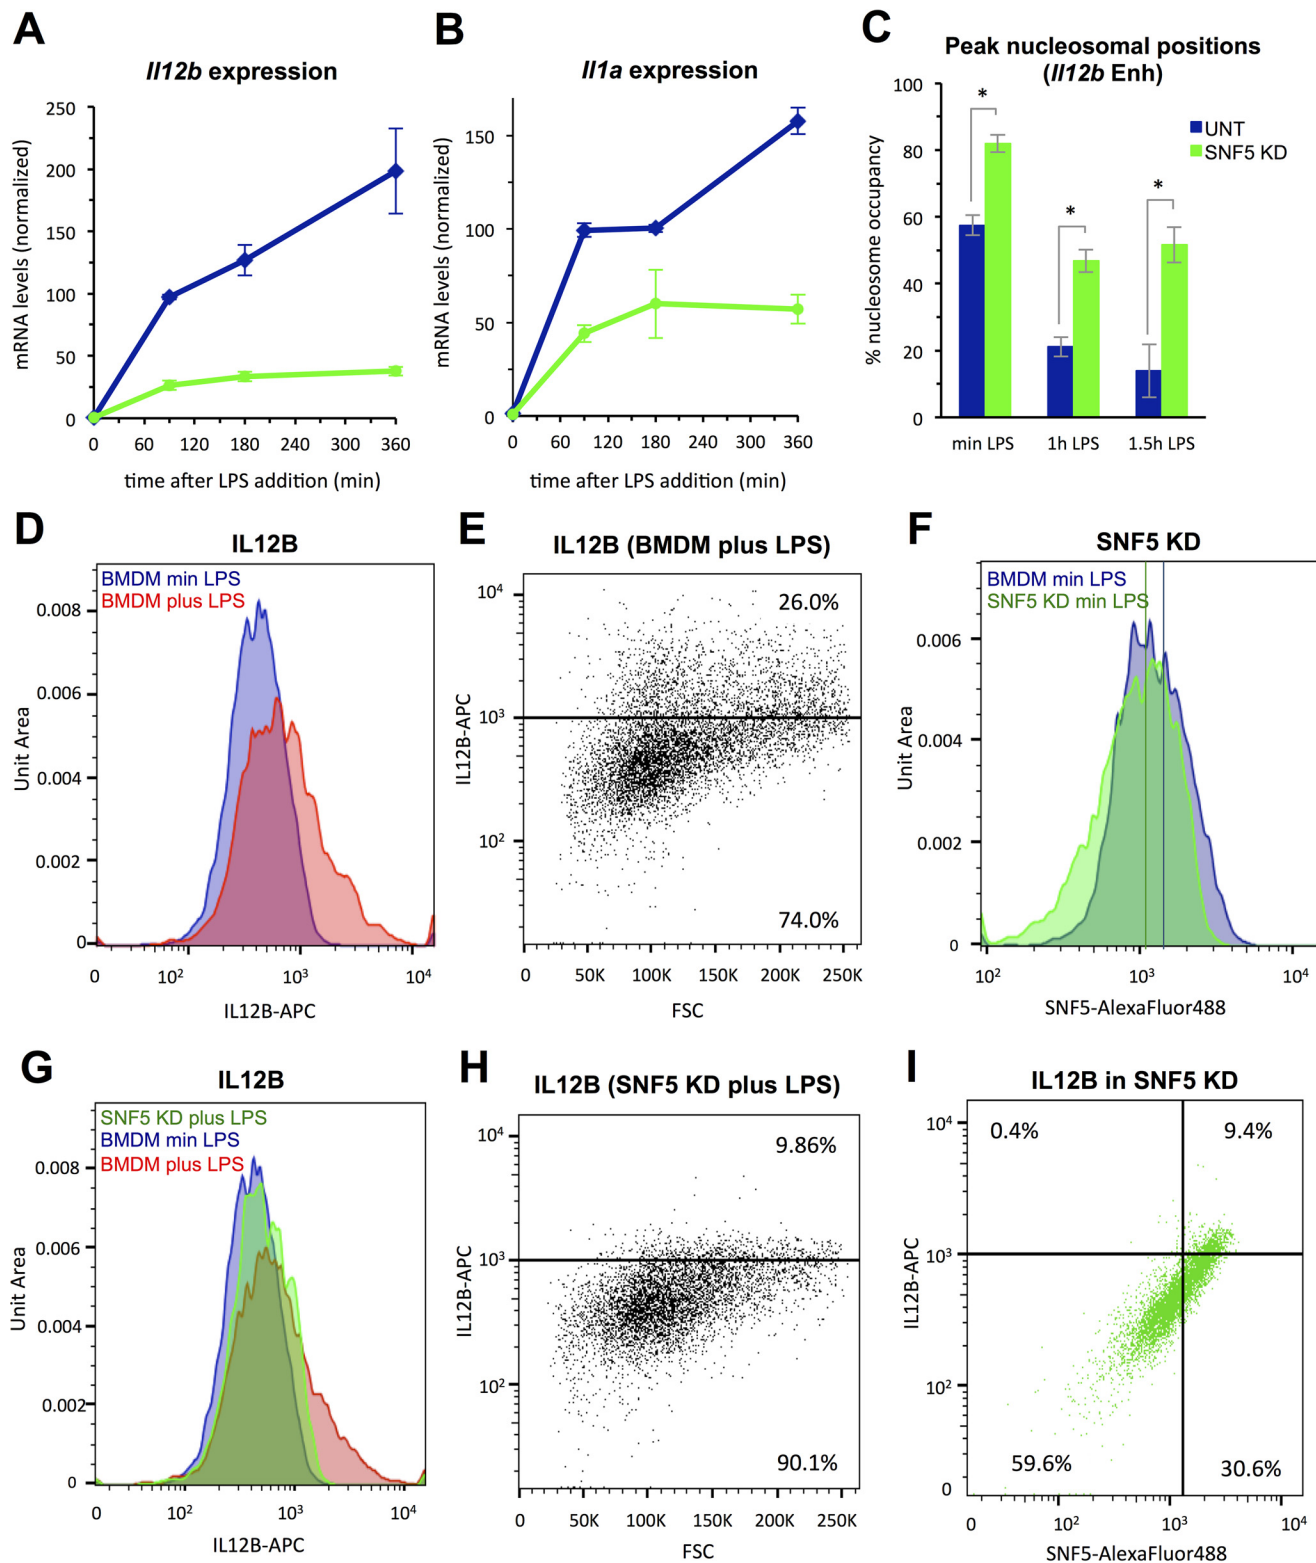 A
Il12b expression
mRNA levels (normalized)
250
200
150
100
50
0
0 60 120 180 240 300 360
time after LPS addition (min)
B
Il1a expression
mRNA levels (normalized)
150
100
50
0
0 60 120 180 240 300 360
time after LPS addition (min)
C
Peak nucleosomal positions
(Il12b Enh)
% nucleosome occupancy
100
80
60
40
20
0
* * *
UNT
SNF5 KD
min LPS 1h LPS 1.5h LPS
D
IL12B
BMDM min LPS
BMDM plus LPS
Unit Area
0.008
0.006
0.004
0.002
0
0 10² 10³ 10⁴
IL12B-APC
E
IL12B (BMDM plus LPS)
IL12B-APC
10⁴
10³
10²
26.0%
74.0%
0 50K 100K 150K 200K 250K
FSC
F
SNF5 KD
BMDM min LPS
SNF5 KD min LPS
Unit Area
0.006
0.004
0.002
0
10² 10³ 10⁴
SNF5-AlexaFluor488
G
IL12B
SNF5 KD plus LPS
BMDM min LPS
BMDM plus LPS
Unit Area
0.008
0.006
0.004
0.002
0
0 10² 10³ 10⁴
IL12B-APC
H
IL12B (SNF5 KD plus LPS)
IL12B-APC
10⁴
10³
10²
9.86%
90.1%
0 50K 100K 150K 200K 250K
FSC
I
IL12B in SNF5 KD
IL12B-APC
10⁴
10³
10²
0
0.4% 9.4%
59.6% 30.6%
0 10² 10³ 10⁴
SNF5-AlexaFluor488